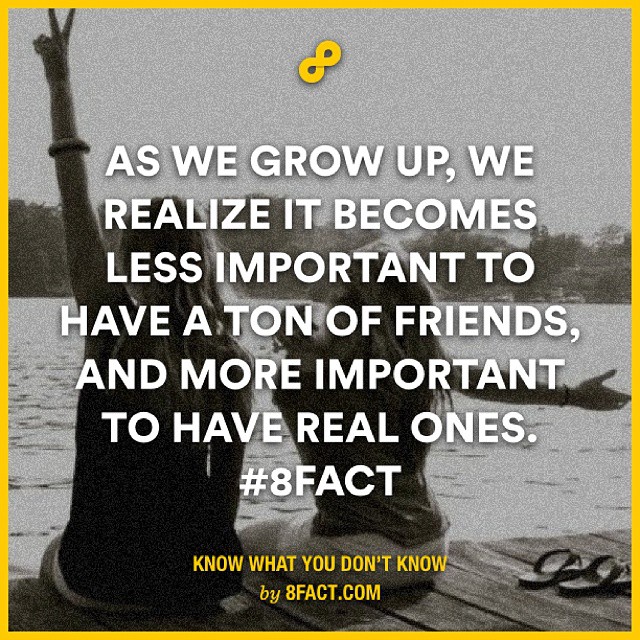 AS WE GROW UP, WE
REALIZE IT BECOMES
LESS IMPORTANT TO
HAVE A TON OF FRIENDS,
AND MORE IMPORTANT
TO HAVE REAL ONES.
#8FACT
KNOW WHAT YOU DON'T KNOW
by 8FACT.COM